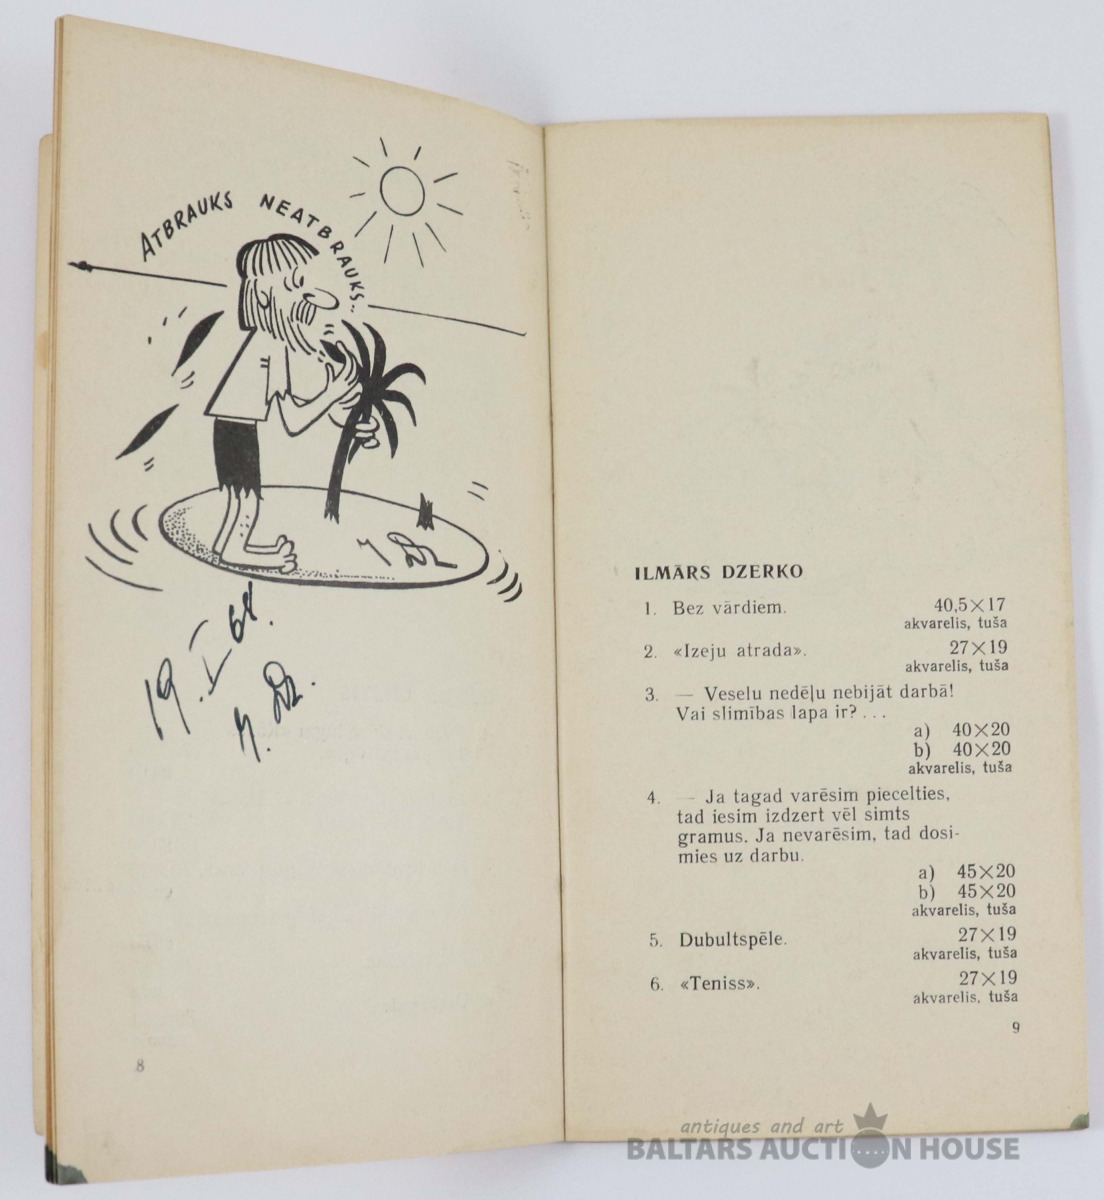 ATBRAUKS NEATBRAUKS..
19.I–68.
8
ILMĀRS DZERKO
1. Bez vārdiem. 40,5×17
akvarelis, tuša
2. «Izeju atrada». 27×19
akvarelis, tuša
3. — Veselu nedēļu nebijāt darbā!
Vai slimības lapa ir? . . .
a) 40×20
b) 40×20
akvarelis, tuša
4. — Ja tagad varēsim piecelties,
tad iesim izdzert vēl simts
gramus. Ja nevarēsim, tad dosi-
mies uz darbu.
a) 45×20
b) 45×20
akvarelis, tuša
5. Dubultspēle. 27×19
akvarelis, tuša
6. «Teniss». 27×19
akvarelis, tuša
9
antiques and art
BALTARS AUCTION HOUSE